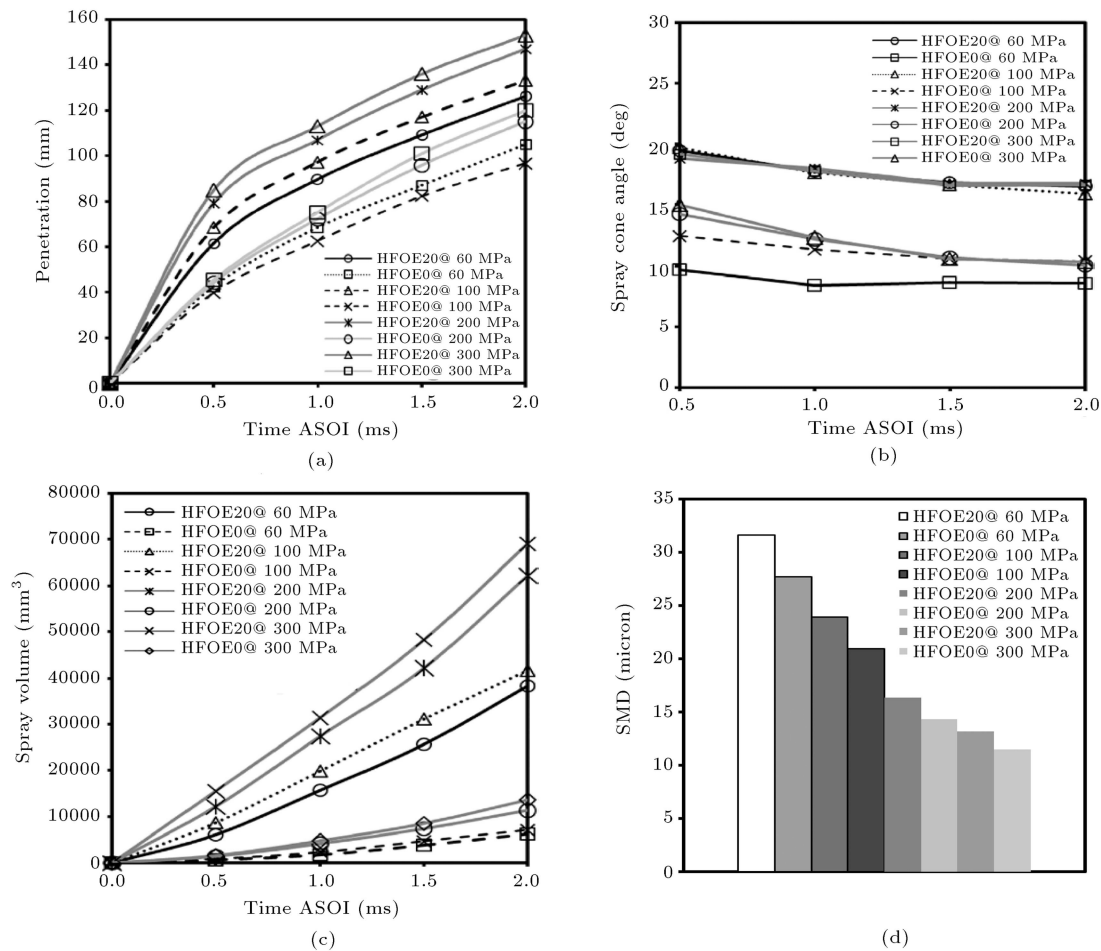 160
140
120
100
80
60
40
20
0
Penetration (mm)
HFOE20@ 60 MPa
HFOE0@ 60 MPa
HFOE20@ 100 MPa
HFOE0@ 100 MPa
HFOE20@ 200 MPa
HFOE0@ 200 MPa
HFOE20@ 300 MPa
HFOE0@ 300 MPa
0.0 0.5 1.0 1.5 2.0
Time ASOI (ms)
(a)
30
25
20
15
10
5
0
Spray cone angle (deg)
HFOE20@ 60 MPa
HFOE0@ 60 MPa
HFOE20@ 100 MPa
HFOE0@ 100 MPa
HFOE20@ 200 MPa
HFOE0@ 200 MPa
HFOE20@ 300 MPa
HFOE0@ 300 MPa
0.5 1.0 1.5 2.0
Time ASOI (ms)
(b)
80000
70000
60000
50000
40000
30000
20000
10000
0
Spray volume (mm³)
HFOE20@ 60 MPa
HFOE0@ 60 MPa
HFOE20@ 100 MPa
HFOE0@ 100 MPa
HFOE20@ 200 MPa
HFOE0@ 200 MPa
HFOE20@ 300 MPa
HFOE0@ 300 MPa
0.0 0.5 1.0 1.5 2.0
Time ASOI (ms)
(c)
35
30
25
20
15
10
5
0
SMD (micron)
HFOE20@ 60 MPa
HFOE0@ 60 MPa
HFOE20@ 100 MPa
HFOE0@ 100 MPa
HFOE20@ 200 MPa
HFOE0@ 200 MPa
HFOE20@ 300 MPa
HFOE0@ 300 MPa
(d)